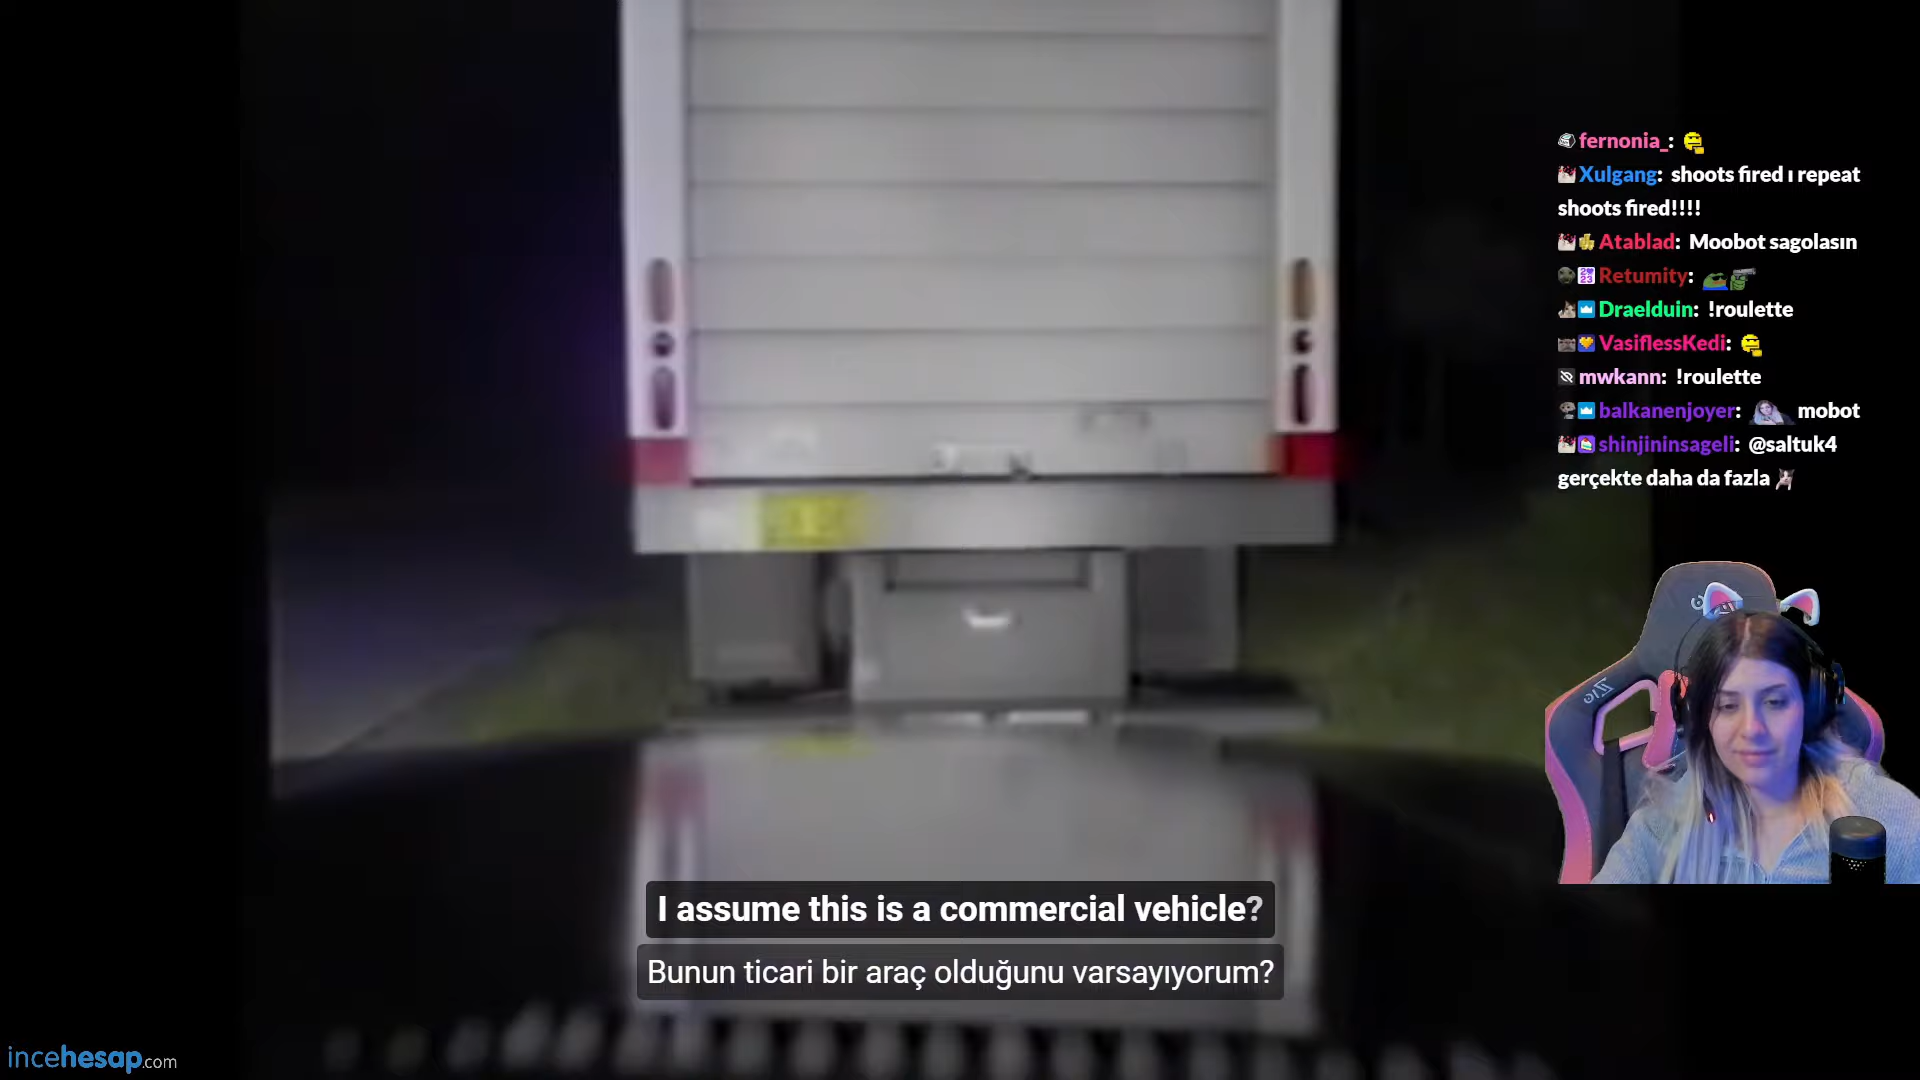 fernonia_:
Xulgang: shoots fired ı repeat
shoots fired!!!!
Atablad: Moobot sagolasın
Retumity:
Draelduin: !roulette
VasiflessKedi:
mwkann: !roulette
balkanenjoyer: mobot
shinjininsageli: @saltuk4
gerçekte daha da fazla
I assume this is a commercial vehicle?
Bunun ticari bir araç olduğunu varsayıyorum?
incehesap.com